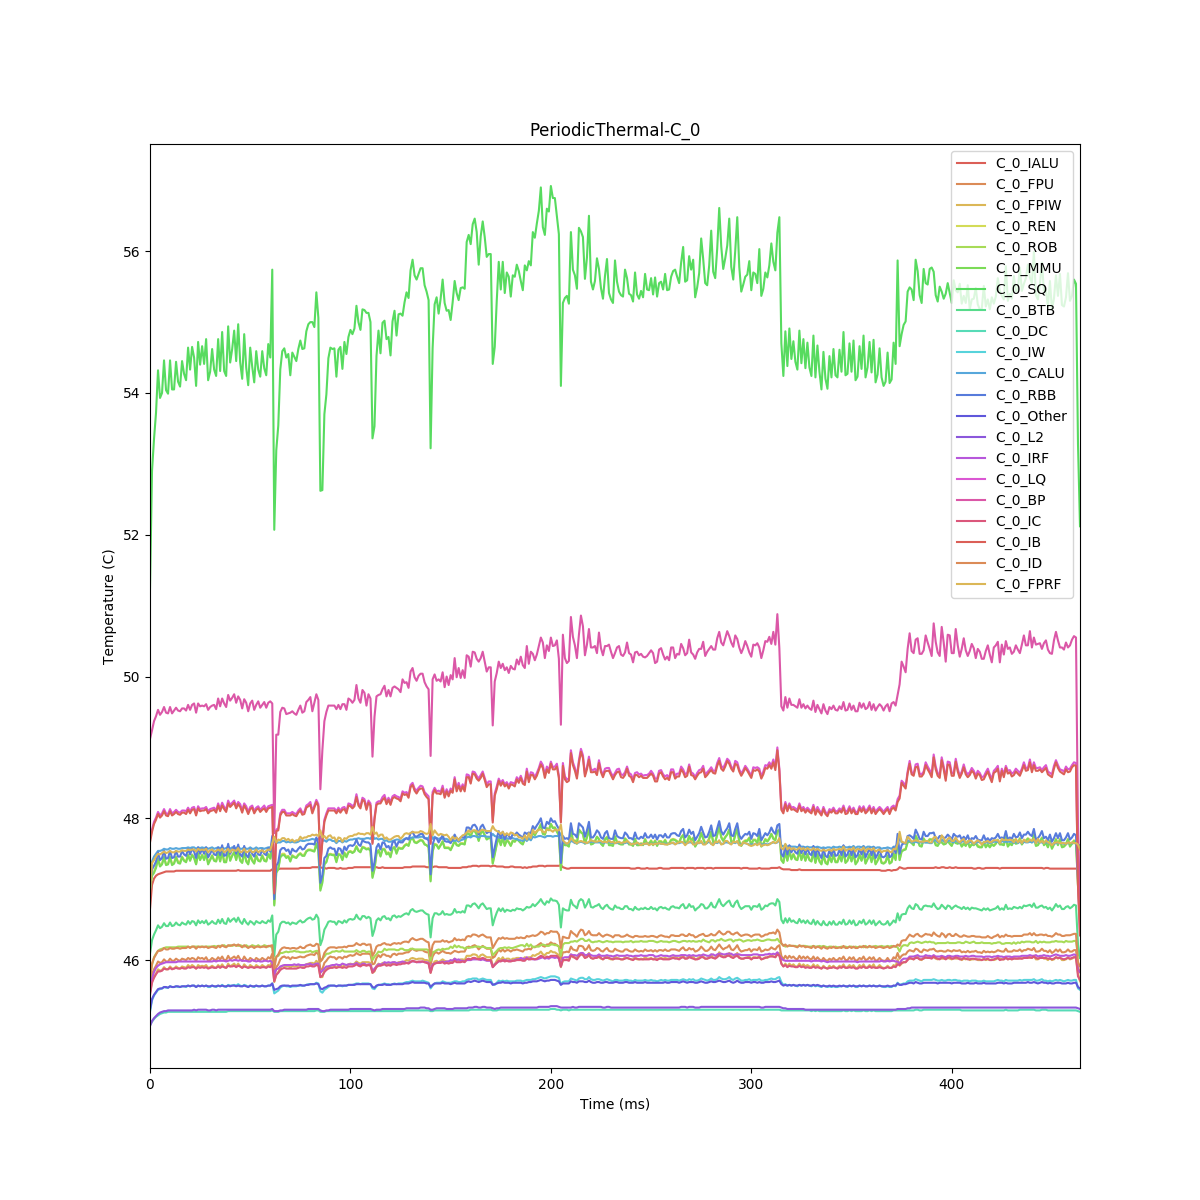 PeriodicThermal-C_0
C_0_IALU
C_0_FPU
C_0_FPIW
C_0_REN
C_0_ROB
C_0_MMU
C_0_SQ
C_0_BTB
C_0_DC
C_0_IW
C_0_CALU
C_0_RBB
C_0_Other
C_0_L2
C_0_IRF
C_0_LQ
C_0_BP
C_0_IC
C_0_IB
C_0_ID
C_0_FPRF
56
54
52
50
48
46
Temperature (C)
0 100 200 300 400
Time (ms)